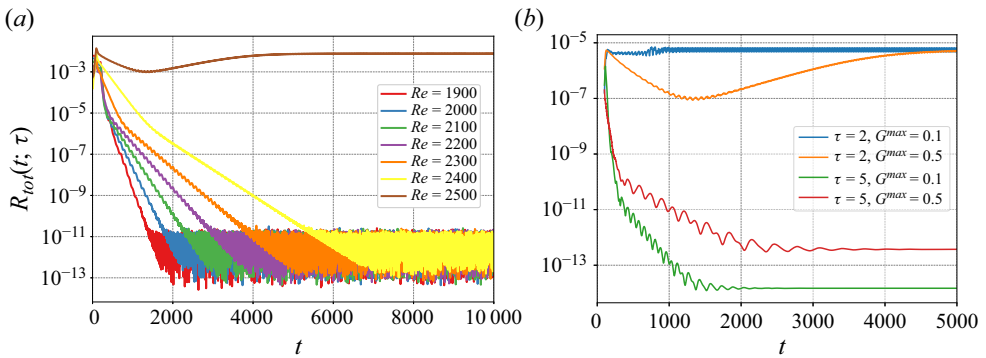 (a)
10⁻³
10⁻⁵
10⁻⁷
10⁻⁹
10⁻¹¹
10⁻¹³
R_tot(t; τ)
Re = 1900
Re = 2000
Re = 2100
Re = 2200
Re = 2300
Re = 2400
Re = 2500
0 2000 4000 6000 8000 10 000
t
(b)
10⁻⁵
10⁻⁷
10⁻⁹
10⁻¹¹
10⁻¹³
τ = 2, G^max = 0.1
τ = 2, G^max = 0.5
τ = 5, G^max = 0.1
τ = 5, G^max = 0.5
0 1000 2000 3000 4000 5000
t